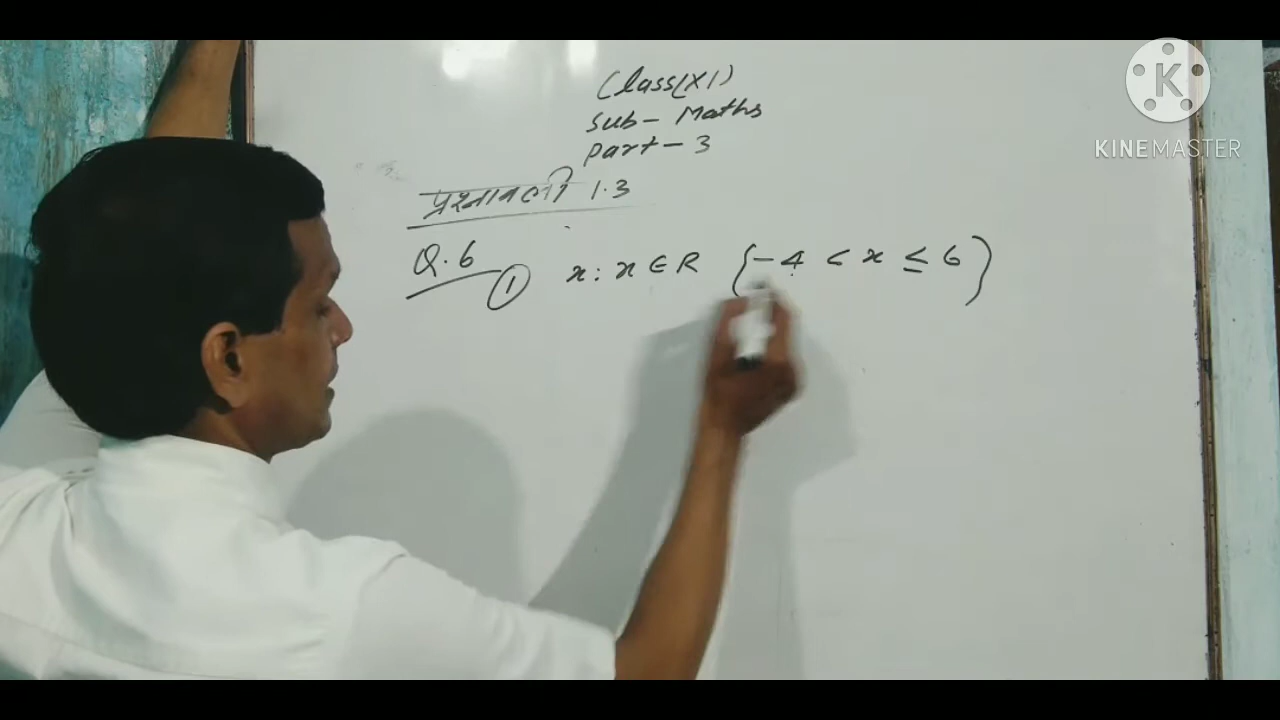 Class(XI)
Sub- Maths
Part- 3
प्रश्नावली 1.3
Q.6
① x: x ∈ R {-4 < x ≤ 6}
K
KINEMASTER